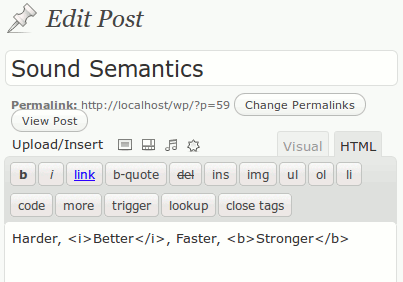 Edit Post
Sound Semantics
Permalink: http://localhost/wp/?p=59 Change Permalinks
View Post
Upload/Insert Visual HTML
b i link b-quote del ins img ul ol li
code more trigger lookup close tags
Harder, <i>Better</i>, Faster, <b>Stronger</b>